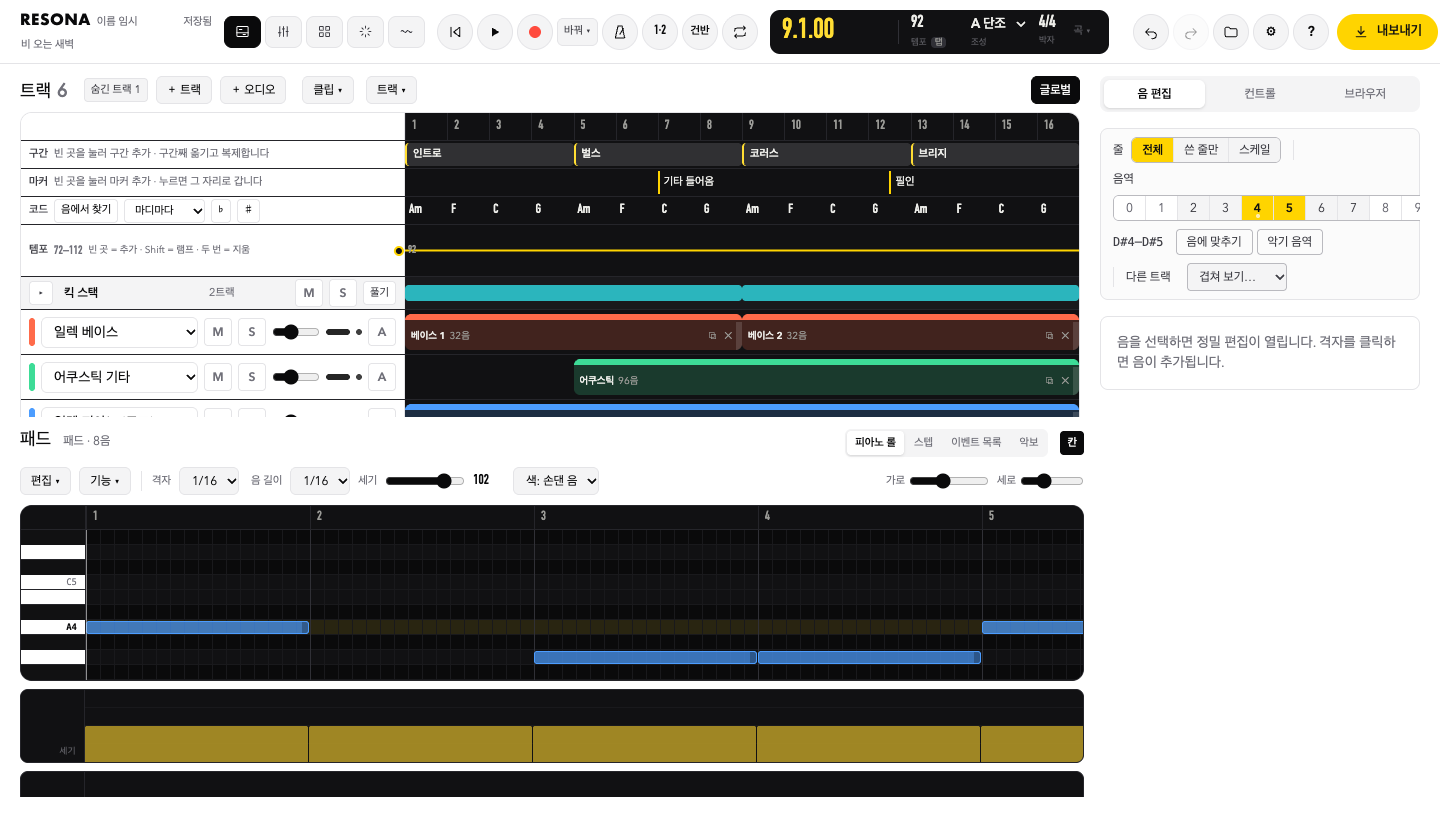 RESONA 이름 임시 저장됨
비 오는 새벽
바꿔 ▾ 1·2 건반
9.1.00 92 템포 탭 A 단조 조성 4/4 박자 곡 ▾
? 내보내기
트랙 6 숨긴 트랙 1 + 트랙 + 오디오 클립 ▾ 트랙 ▾ 글로벌
1 2 3 4 5 6 7 8 9 10 11 12 13 14 15 16
구간 빈 곳을 눌러 구간 추가 · 구간째 옮기고 복제합니다 인트로 벌스 코러스 브리지
마커 빈 곳을 눌러 마커 추가 · 누르면 그 자리로 갑니다 기타 들어옴 필인
코드 음에서 찾기 마디마다 ♭ # Am F C G Am F C G Am F C G Am F C G
템포 72–112 빈 곳 = 추가 · Shift = 램프 · 두 번 = 지움 92
킥 스택 2트랙 M S 풀기
일렉 베이스 M S A 베이스 1 32음 베이스 2 32음
어쿠스틱 기타 M S A 어쿠스틱 96음
패드 패드 · 8음 피아노 롤 스텝 이벤트 목록 악보 칸
편집 ▾ 기능 ▾ 격자 1/16 음 길이 1/16 세기 102 색: 손댄 음 가로 세로
1 2 3 4 5
C5
A4
세기
음 편집 컨트롤 브라우저
줄 전체 쓴 줄만 스케일
음역
0 1 2 3 4 5 6 7 8 9
D#4–D#5 음에 맞추기 악기 음역
다른 트랙 겹쳐 보기…
음을 선택하면 정밀 편집이 열립니다. 격자를 클릭하
면 음이 추가됩니다.